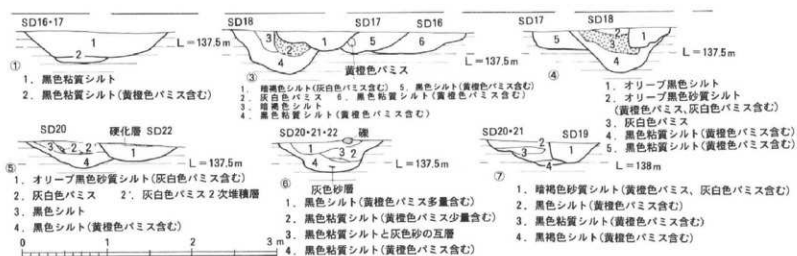 SD16・17
1
2
L=137.5m
①
1. 黒色粘質シルト
2. 黒色粘質シルト(黄橙色パミス含む)
SD18 SD17 SD16
3 2 1 5 6
4
L=137.5m
黄橙色パミス
③
1. 暗褐色シルト(灰白色パミス含む) 5. 黒色シルト(黄橙色パミス含む)
2. 灰白色パミス 6. 黒色粘質シルト(黄橙色パミス含む)
3. 暗褐色シルト
4. 黒色粘質シルト(黄橙色パミス含む)
SD17 SD18
5 2 1
3
4
L=137.5m
④
1. オリーブ黒色シルト
2. オリーブ黒色砂質シルト
(黄橙色パミス、灰白色パミス含む)
3. 灰白色パミス
4. 黒色粘質シルト(黄橙色パミス含む)
5. 黒色粘質シルト(黄橙色パミス含む)
SD20 硬化層 SD22
3 2 2' 1
4
L=137.5m
⑤
1. オリーブ黒色砂質シルト(灰白色パミス含む)
2. 灰白色パミス 2'. 灰白色パミス2次堆積層
3. 黒色シルト
4. 黒色シルト(黄橙色パミス含む)
0 1 2 3m
SD20・21・22 礫
1
3 2
4
L=137.5m
⑥
灰色砂層
1. 黒色シルト(黄橙色パミス多量含む)
2. 黒色粘質シルト(黄橙色パミス少量含む)
3. 黒色粘質シルトと灰色砂の互層
4. 黒色粘質シルト(黄橙色パミス含む)
SD20・21 SD19
2
3 1
4
L=138m
⑦
1. 暗褐色砂質シルト(黄橙色パミス、灰白色パミス含む)
2. 黒色シルト(黄橙色パミス含む)
3. 黒色粘質シルト(黄橙色パミス含む)
4. 黒褐色シルト(黄橙色パミス含む)